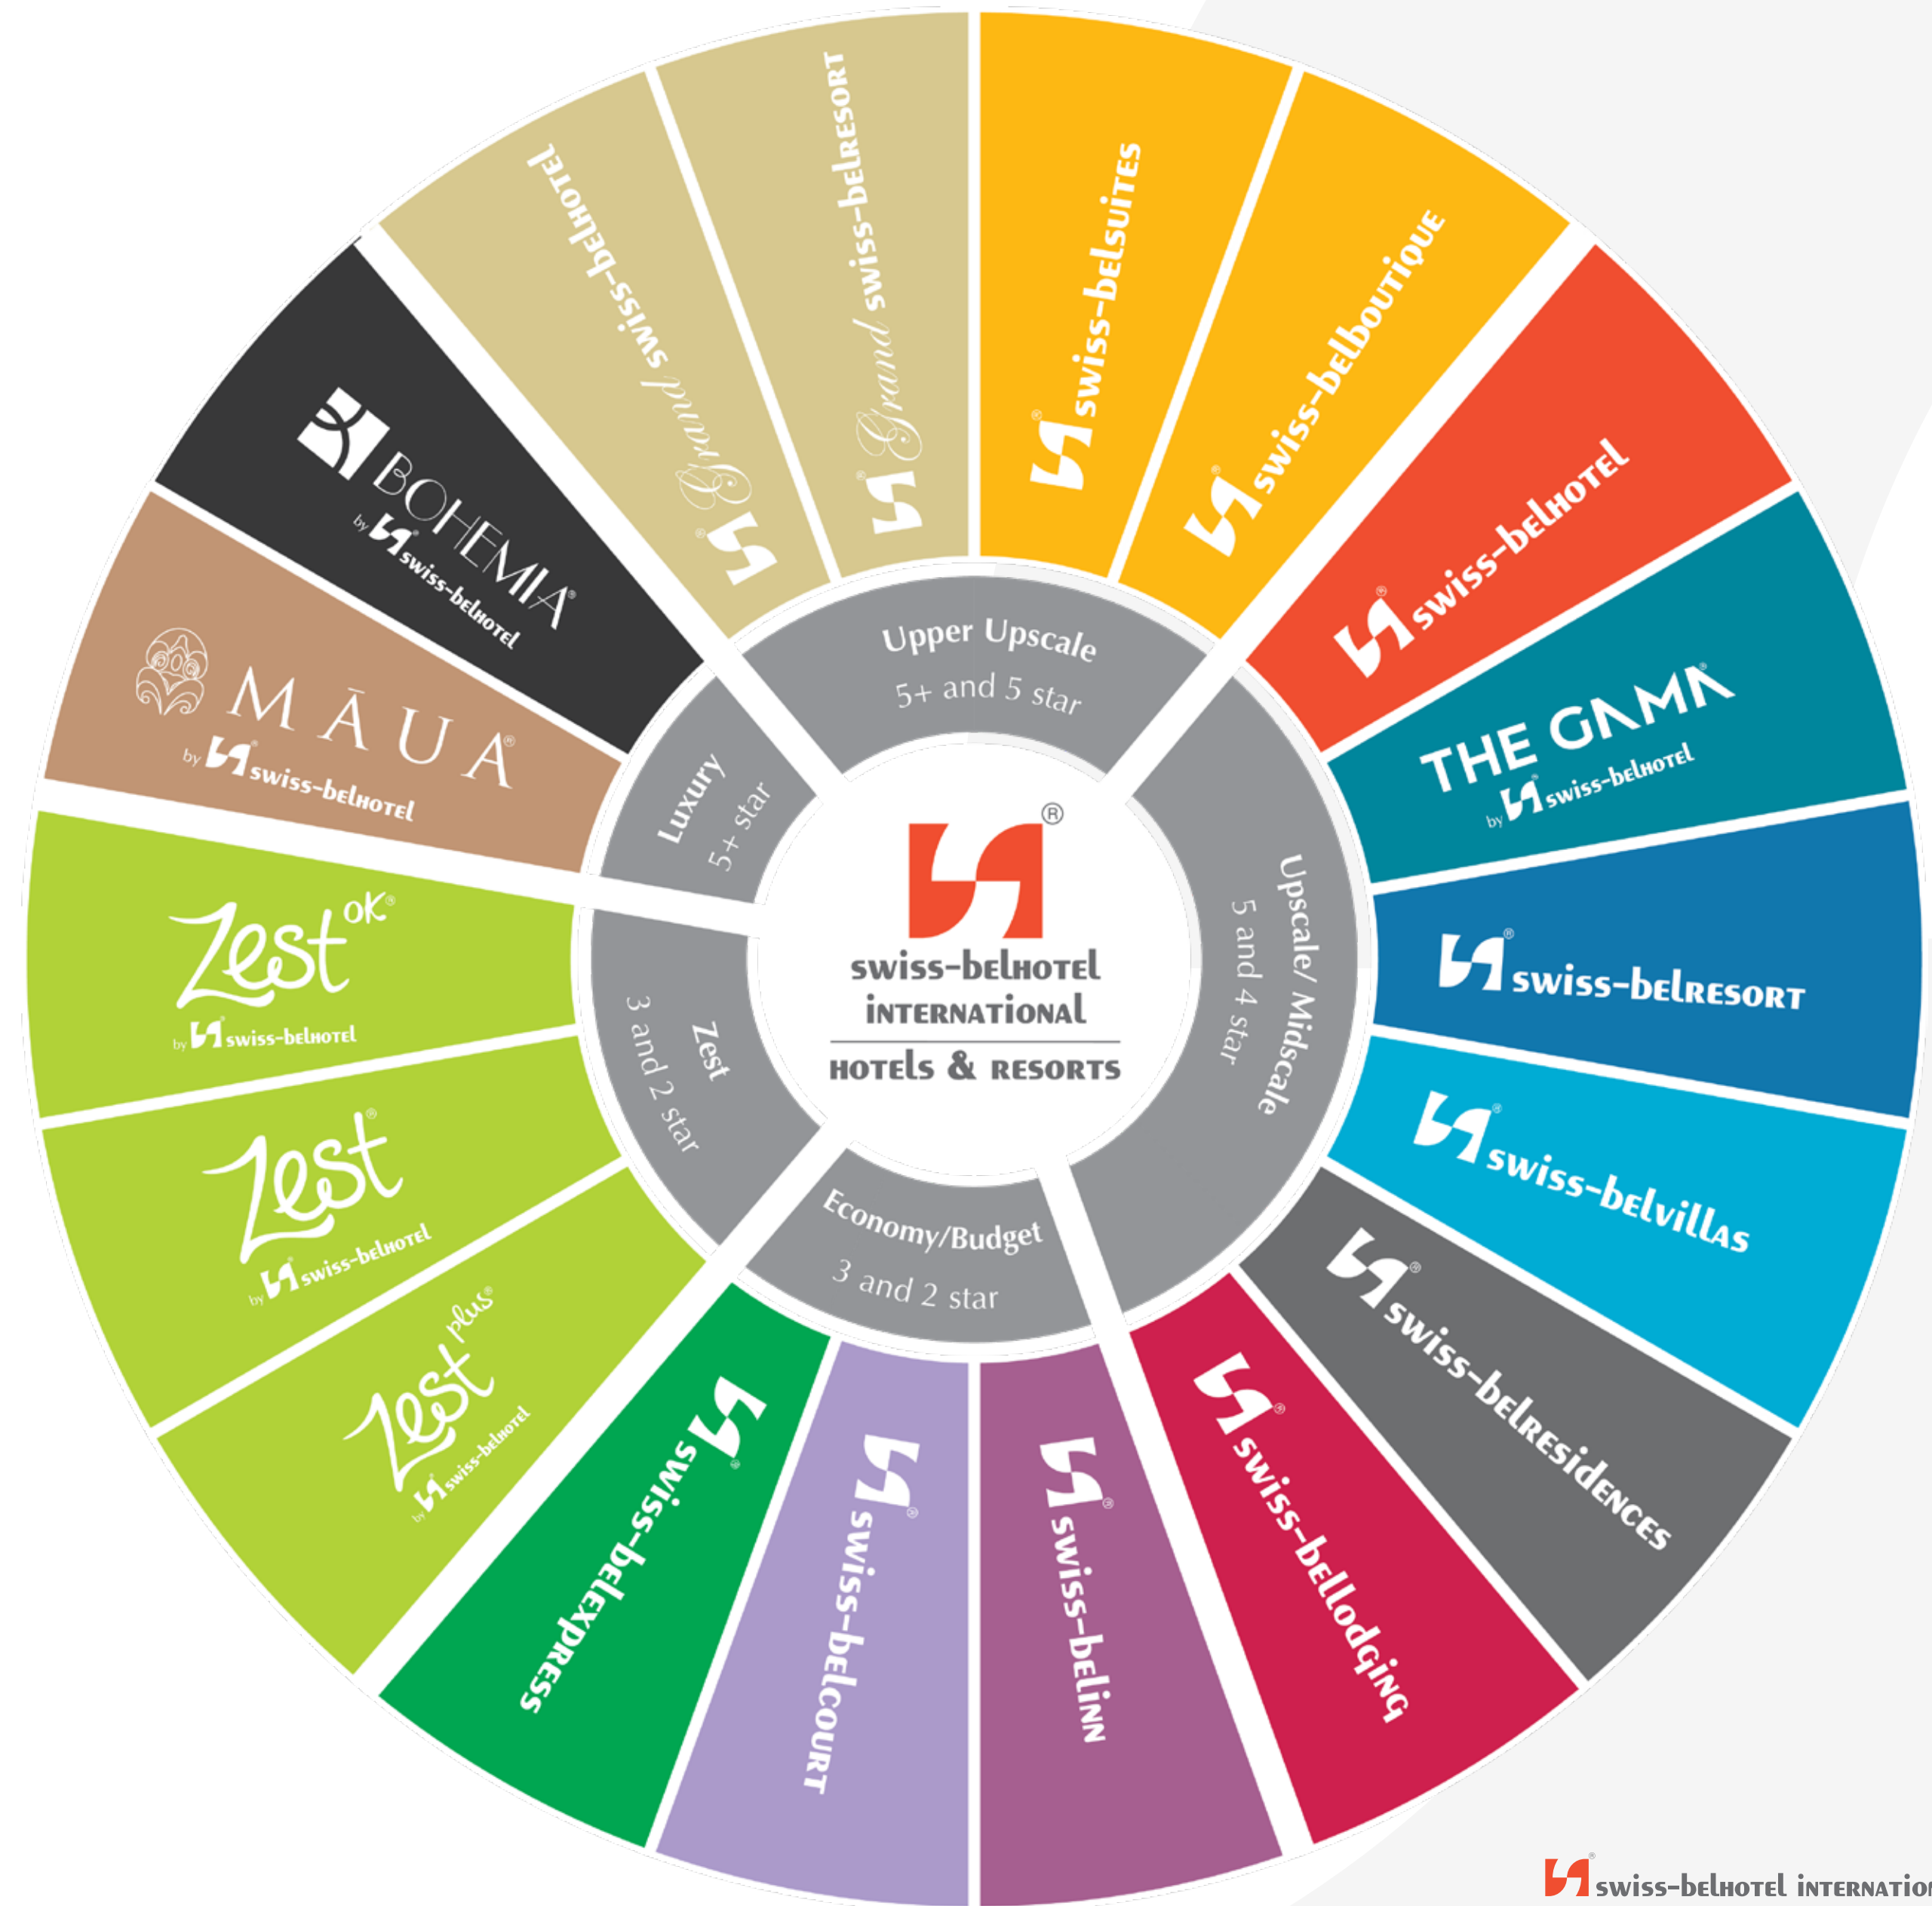 swiss-belHOTEL
INTERNATIONAL
HOTELS & RESORTS
Upper Upscale
5+ and 5 star
Grand swiss-belHOTEL
Grand swiss-belRESORT
swiss-belSUITES
swiss-belBOUTIQUE
Upscale/ Midscale
5 and 4 star
swiss-belHOTEL
THE GAMA
by swiss-belHOTEL
swiss-belRESORT
swiss-belvillas
swiss-belRESIDENCES
swiss-bellodging
Economy/Budget
3 and 2 star
swiss-belinn
swiss-belCOURT
swiss-belexpress
Zest
3 and 2 star
Zest plus
by swiss-belHOTEL
Zest
by swiss-belHOTEL
Zest OK
by swiss-belHOTEL
Luxury
5+ star
MĀUA
by swiss-belHOTEL
BOHEMIA
by swiss-belHOTEL
swiss-belHOTEL